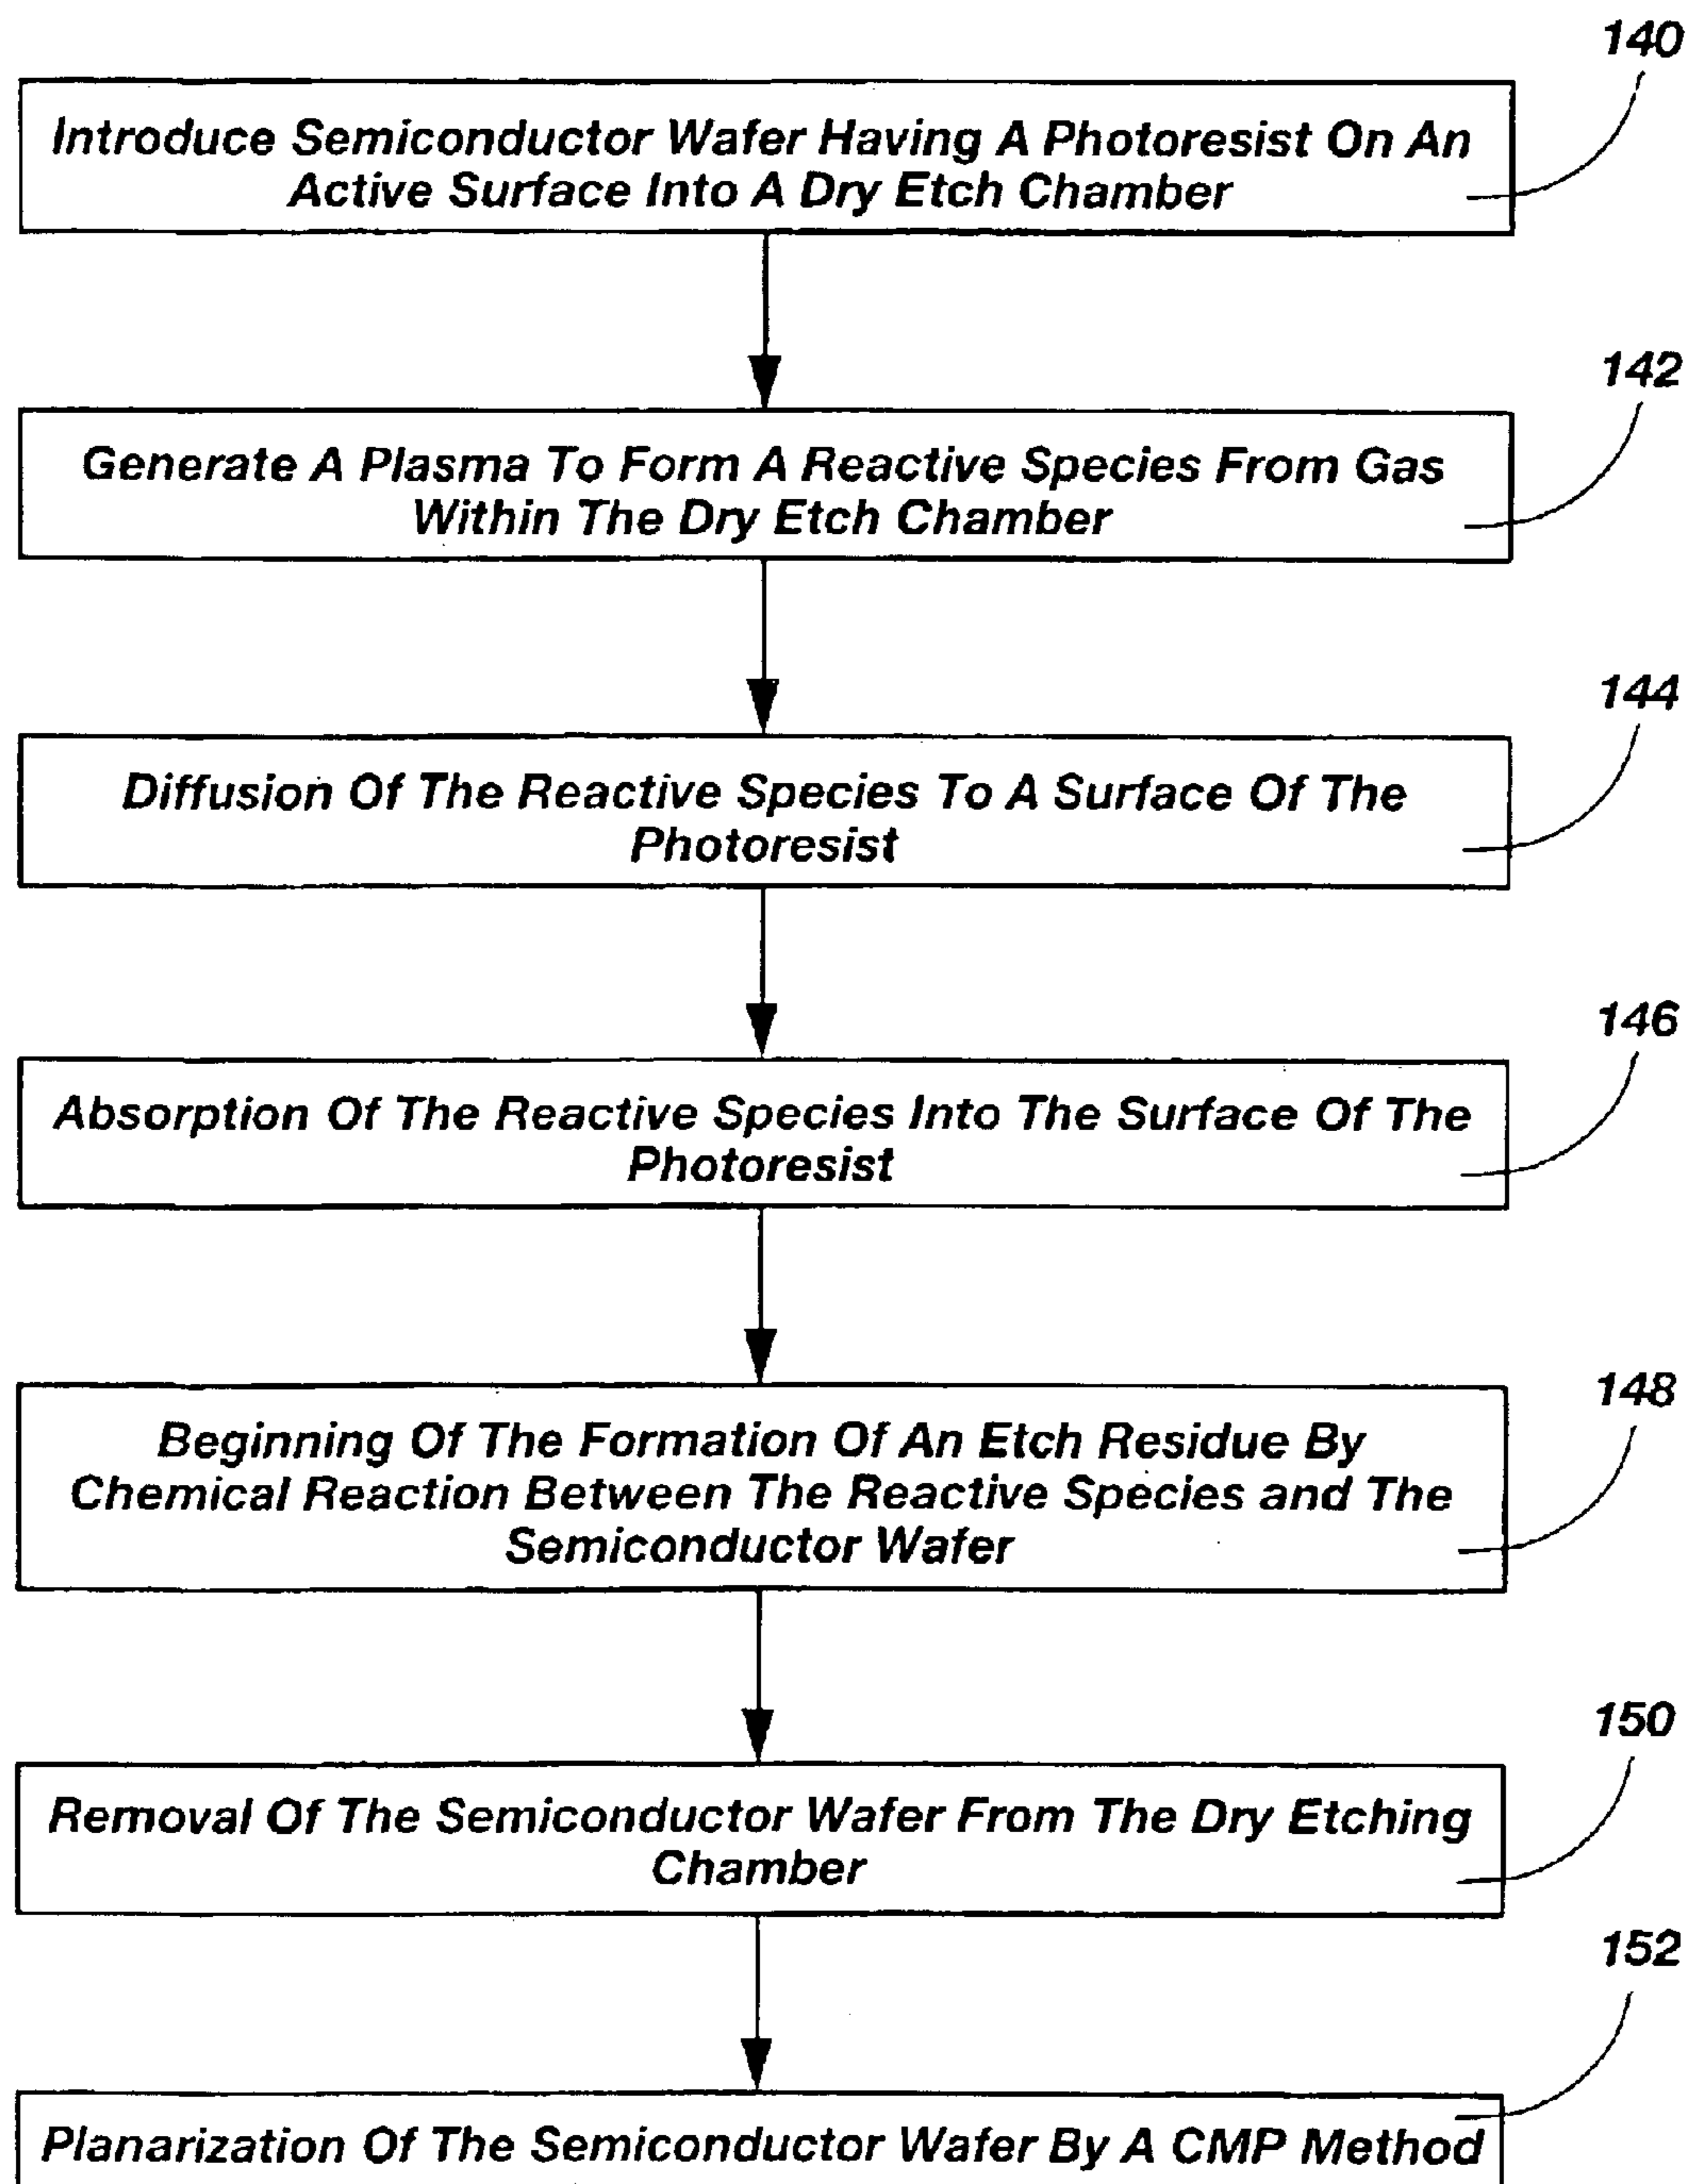 140
Introduce Semiconductor Wafer Having A Photoresist On An
Active Surface Into A Dry Etch Chamber
142
Generate A Plasma To Form A Reactive Species From Gas
Within The Dry Etch Chamber
144
Diffusion Of The Reactive Species To A Surface Of The
Photoresist
146
Absorption Of The Reactive Species Into The Surface Of The
Photoresist
148
Beginning Of The Formation Of An Etch Residue By
Chemical Reaction Between The Reactive Species and The
Semiconductor Wafer
150
Removal Of The Semiconductor Wafer From The Dry Etching
Chamber
152
Planarization Of The Semiconductor Wafer By A CMP Method